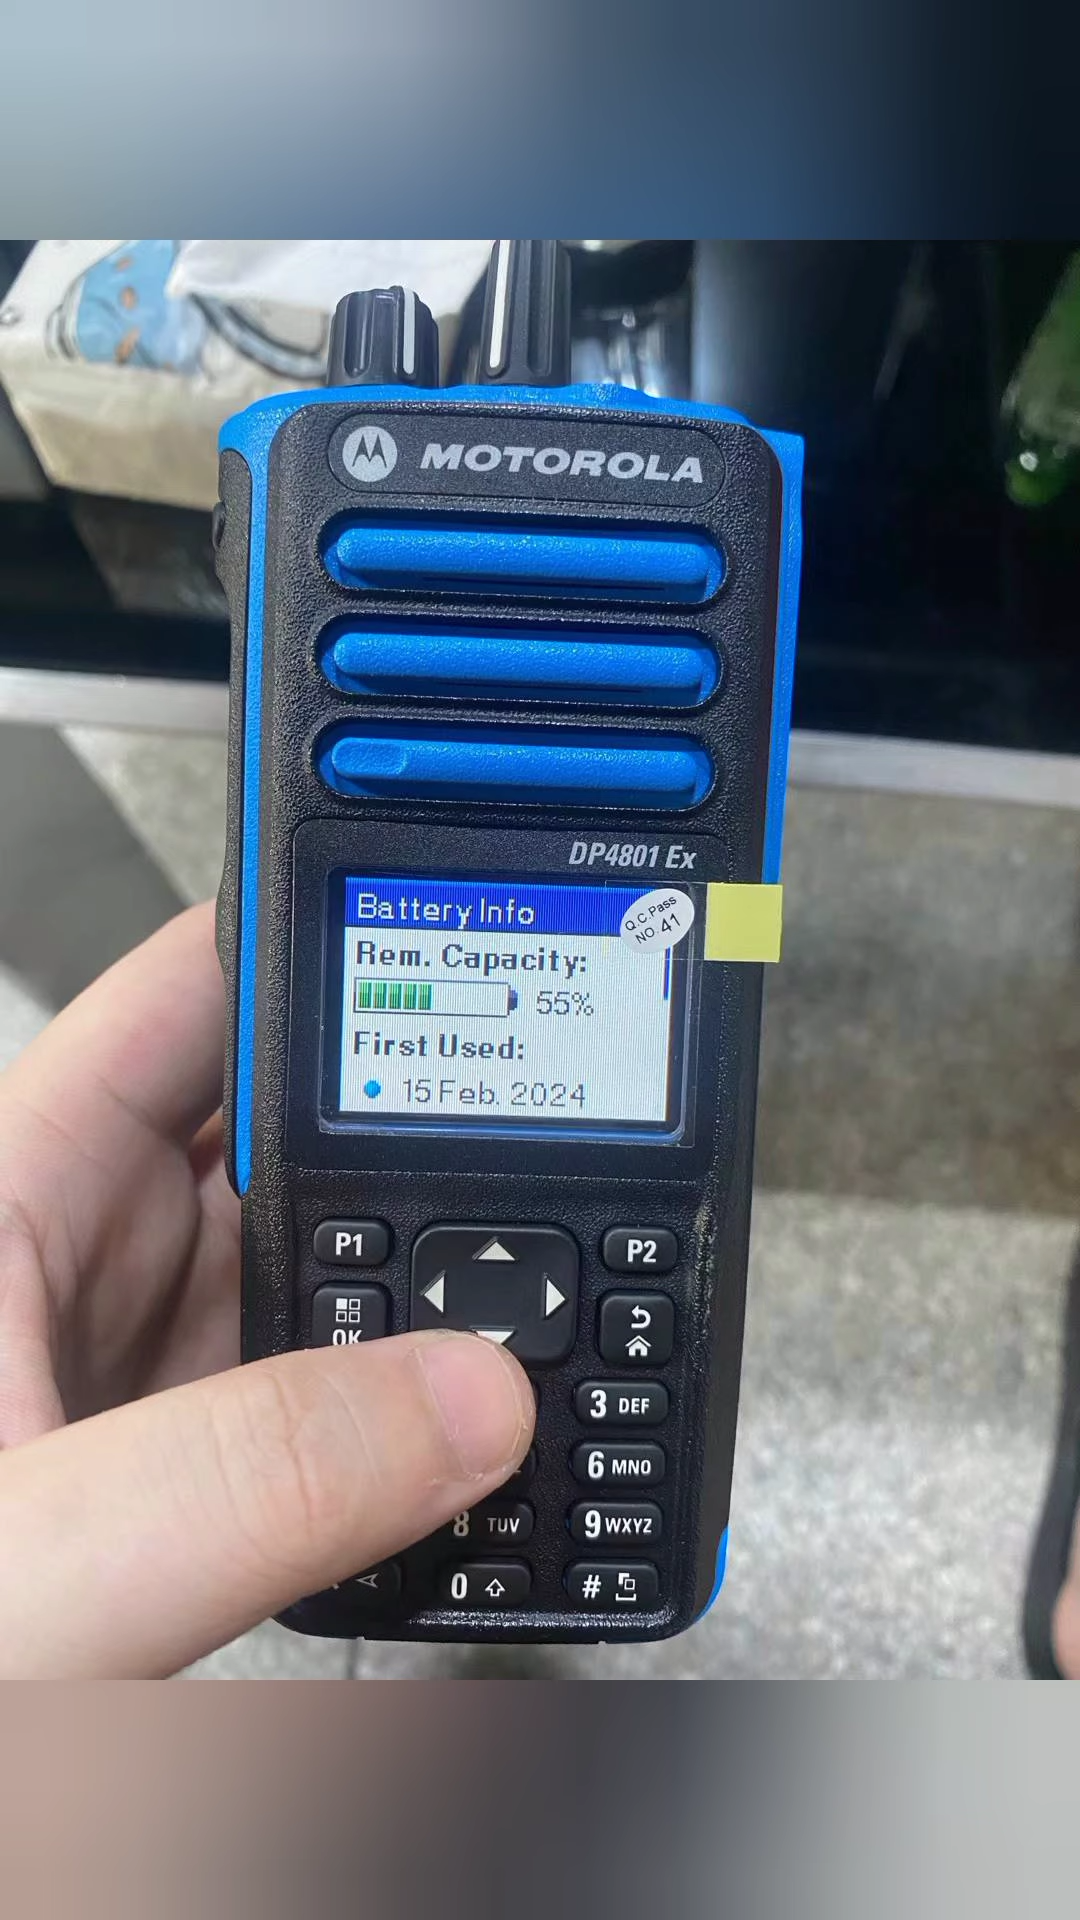 MOTOROLA
DP4801 Ex
Battery Info
Q.C.Pass
NO.41
Rem. Capacity:
55%
First Used:
15 Feb. 2024
P1
P2
OK
3 DEF
6 MNO
8 TUV
9 WXYZ
0
#